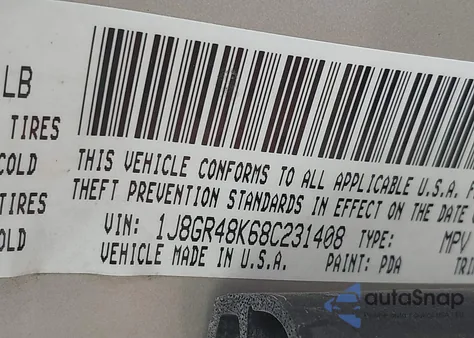 LB
TIRES
COLD
TIRES
OLD
THIS VEHICLE CONFORMS TO ALL APPLICABLE U.S.A. F
THEFT PREVENTION STANDARDS IN EFFECT ON THE DATE
VIN: 1J8GR48K68C231408 TYPE: MPV
VEHICLE MADE IN U.S.A. PAINT: PDA TRI
autoSnap